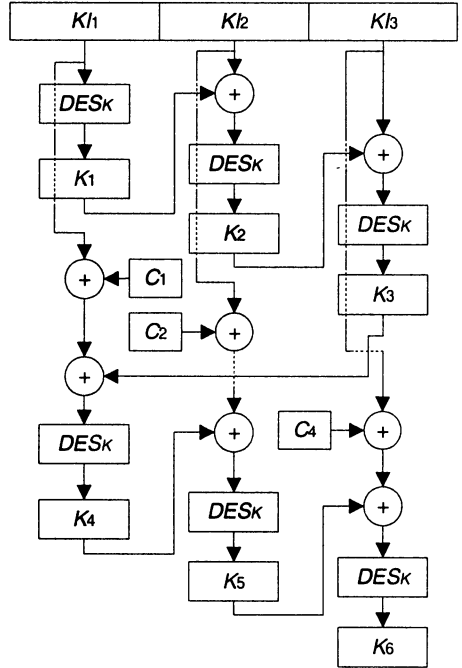 KI1 KI2 KI3
DESK
+
DESK
+
K1
K2
DESK
+
C1
K3
C2
+
+
DESK
+
C4
+
K4
DESK
+
K5
DESK
K6